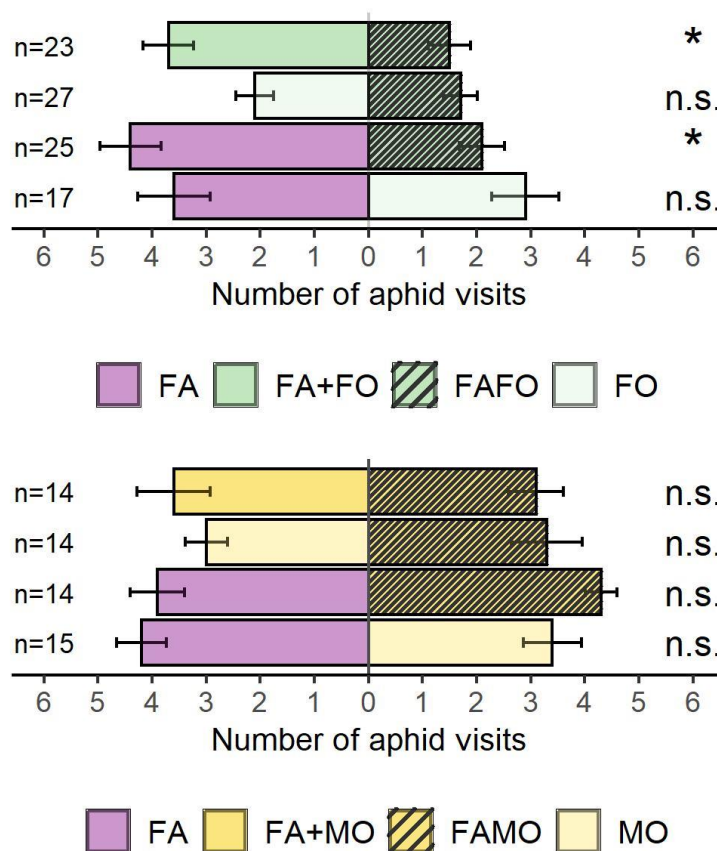 n=23 *
n=27 n.s.
n=25 *
n=17 n.s.
6 5 4 3 2 1 0 1 2 3 4 5 6
Number of aphid visits
FA FA+FO FAFO FO
n=14 n.s.
n=14 n.s.
n=14 n.s.
n=15 n.s.
6 5 4 3 2 1 0 1 2 3 4 5 6
Number of aphid visits
FA FA+MO FAMO MO